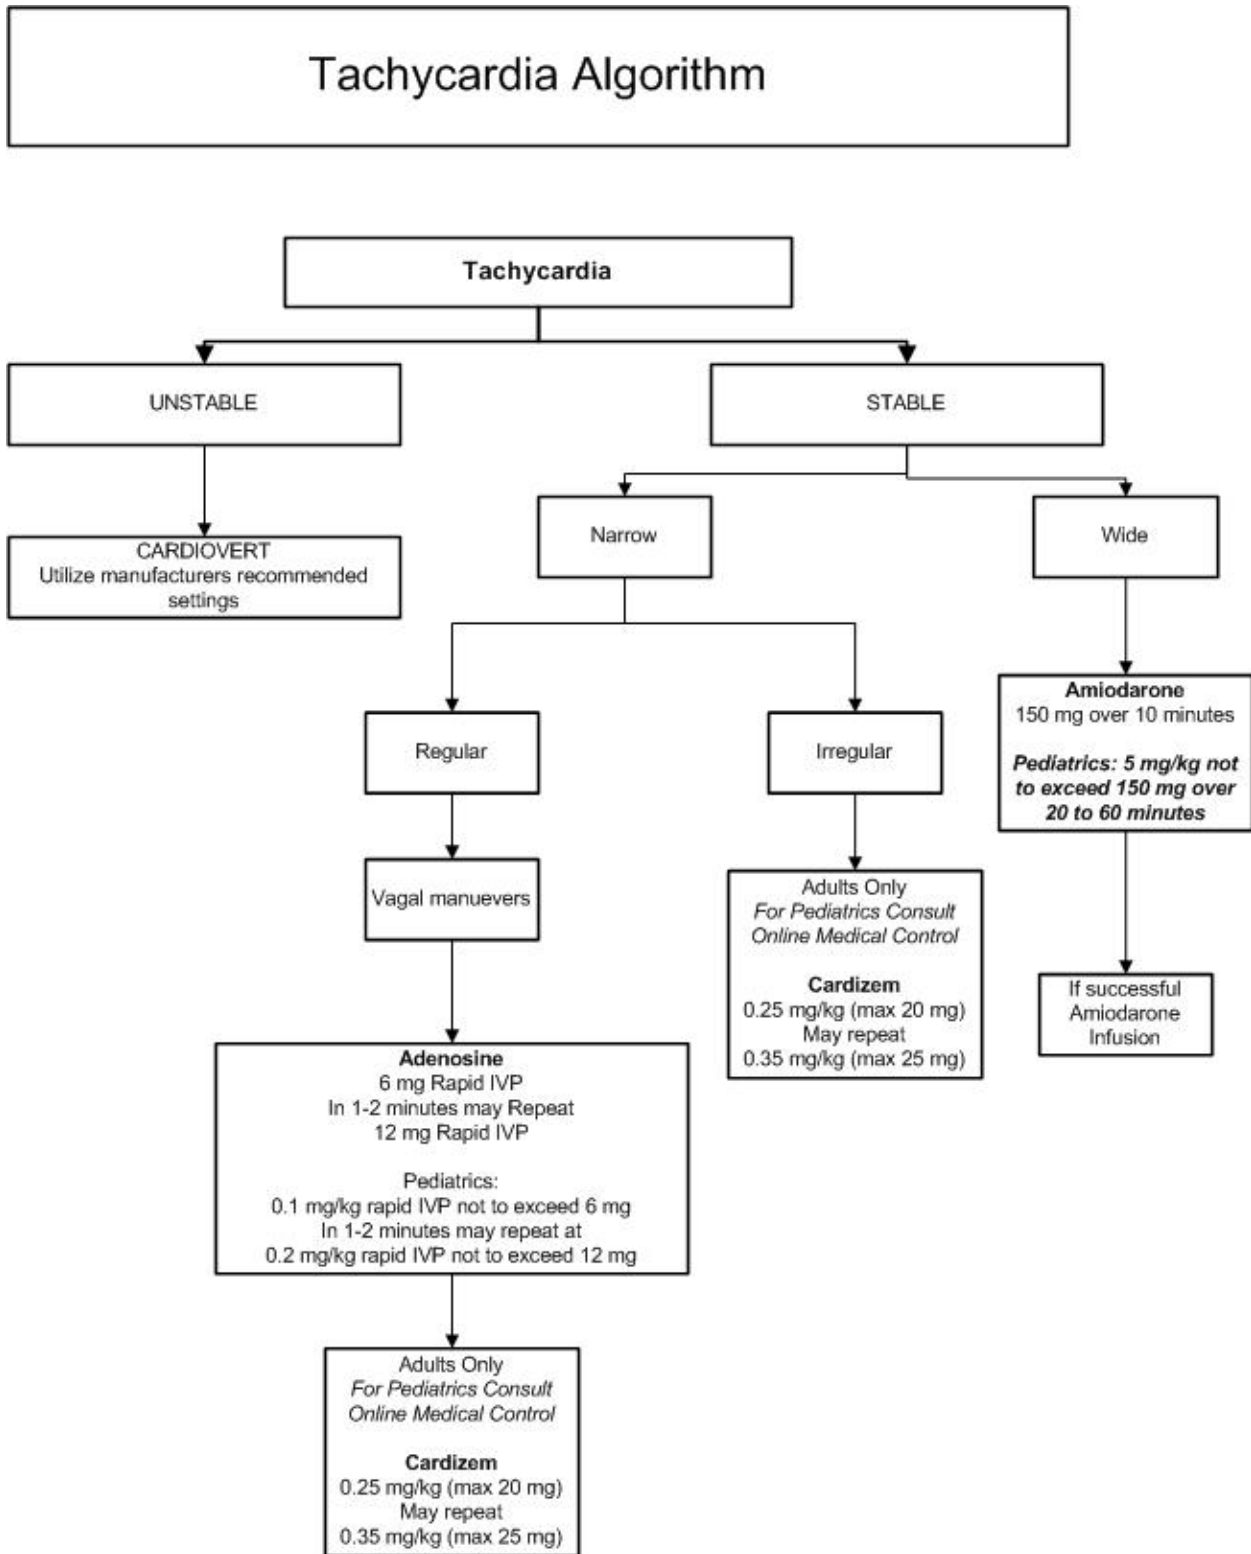 Tachycardia Algorithm
Tachycardia
UNSTABLE
STABLE
CARDIOVERT
Utilize manufacturers recommended
settings
Narrow
Wide
Regular
Irregular
Amiodarone
150 mg over 10 minutes
Pediatrics: 5 mg/kg not
to exceed 150 mg over
20 to 60 minutes
Vagal manuevers
Adults Only
For Pediatrics Consult
Online Medical Control
Cardizem
0.25 mg/kg (max 20 mg)
May repeat
0.35 mg/kg (max 25 mg)
If successful
Amiodarone
Infusion
Adenosine
6 mg Rapid IVP
In 1-2 minutes may Repeat
12 mg Rapid IVP
Pediatrics:
0.1 mg/kg rapid IVP not to exceed 6 mg
In 1-2 minutes may repeat at
0.2 mg/kg rapid IVP not to exceed 12 mg
Adults Only
For Pediatrics Consult
Online Medical Control
Cardizem
0.25 mg/kg (max 20 mg)
May repeat
0.35 mg/kg (max 25 mg)